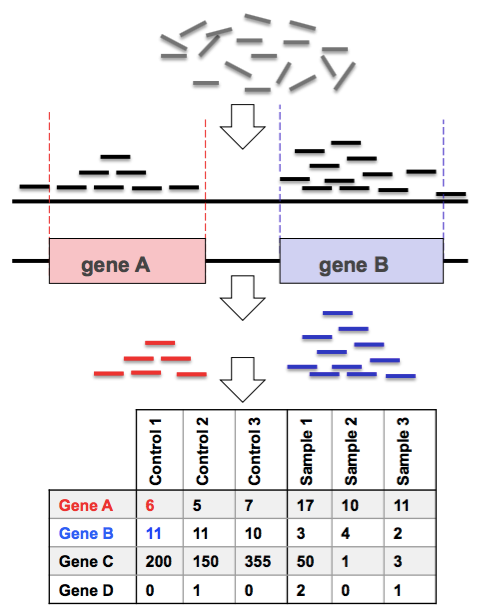 gene A gene B
Control 1 Control 2 Control 3 Sample 1 Sample 2 Sample 3
Gene A 6 5 7 17 10 11
Gene B 11 11 10 3 4 2
Gene C 200 150 355 50 1 3
Gene D 0 1 0 2 0 1